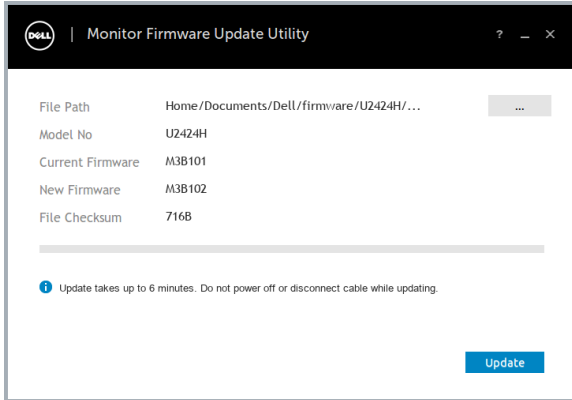 DELL | Monitor Firmware Update Utility ? _ ×
File Path Home/Documents/Dell/firmware/U2424H/... ...
Model No U2424H
Current Firmware M3B101
New Firmware M3B102
File Checksum 716B
Update takes up to 6 minutes. Do not power off or disconnect cable while updating.
Update